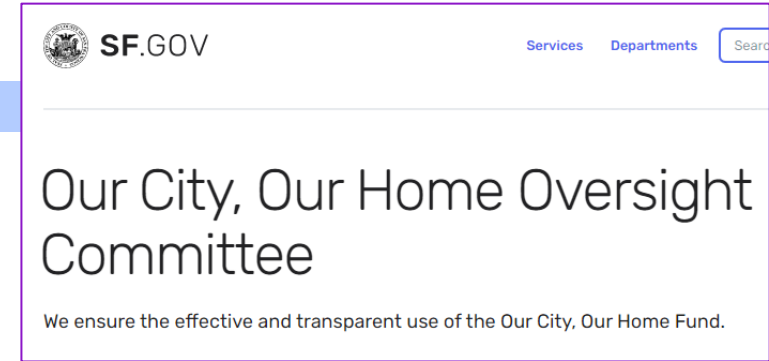 SF.GOV
Services Departments
Our City, Our Home Oversight
Committee
We ensure the effective and transparent use of the Our City, Our Home Fund.